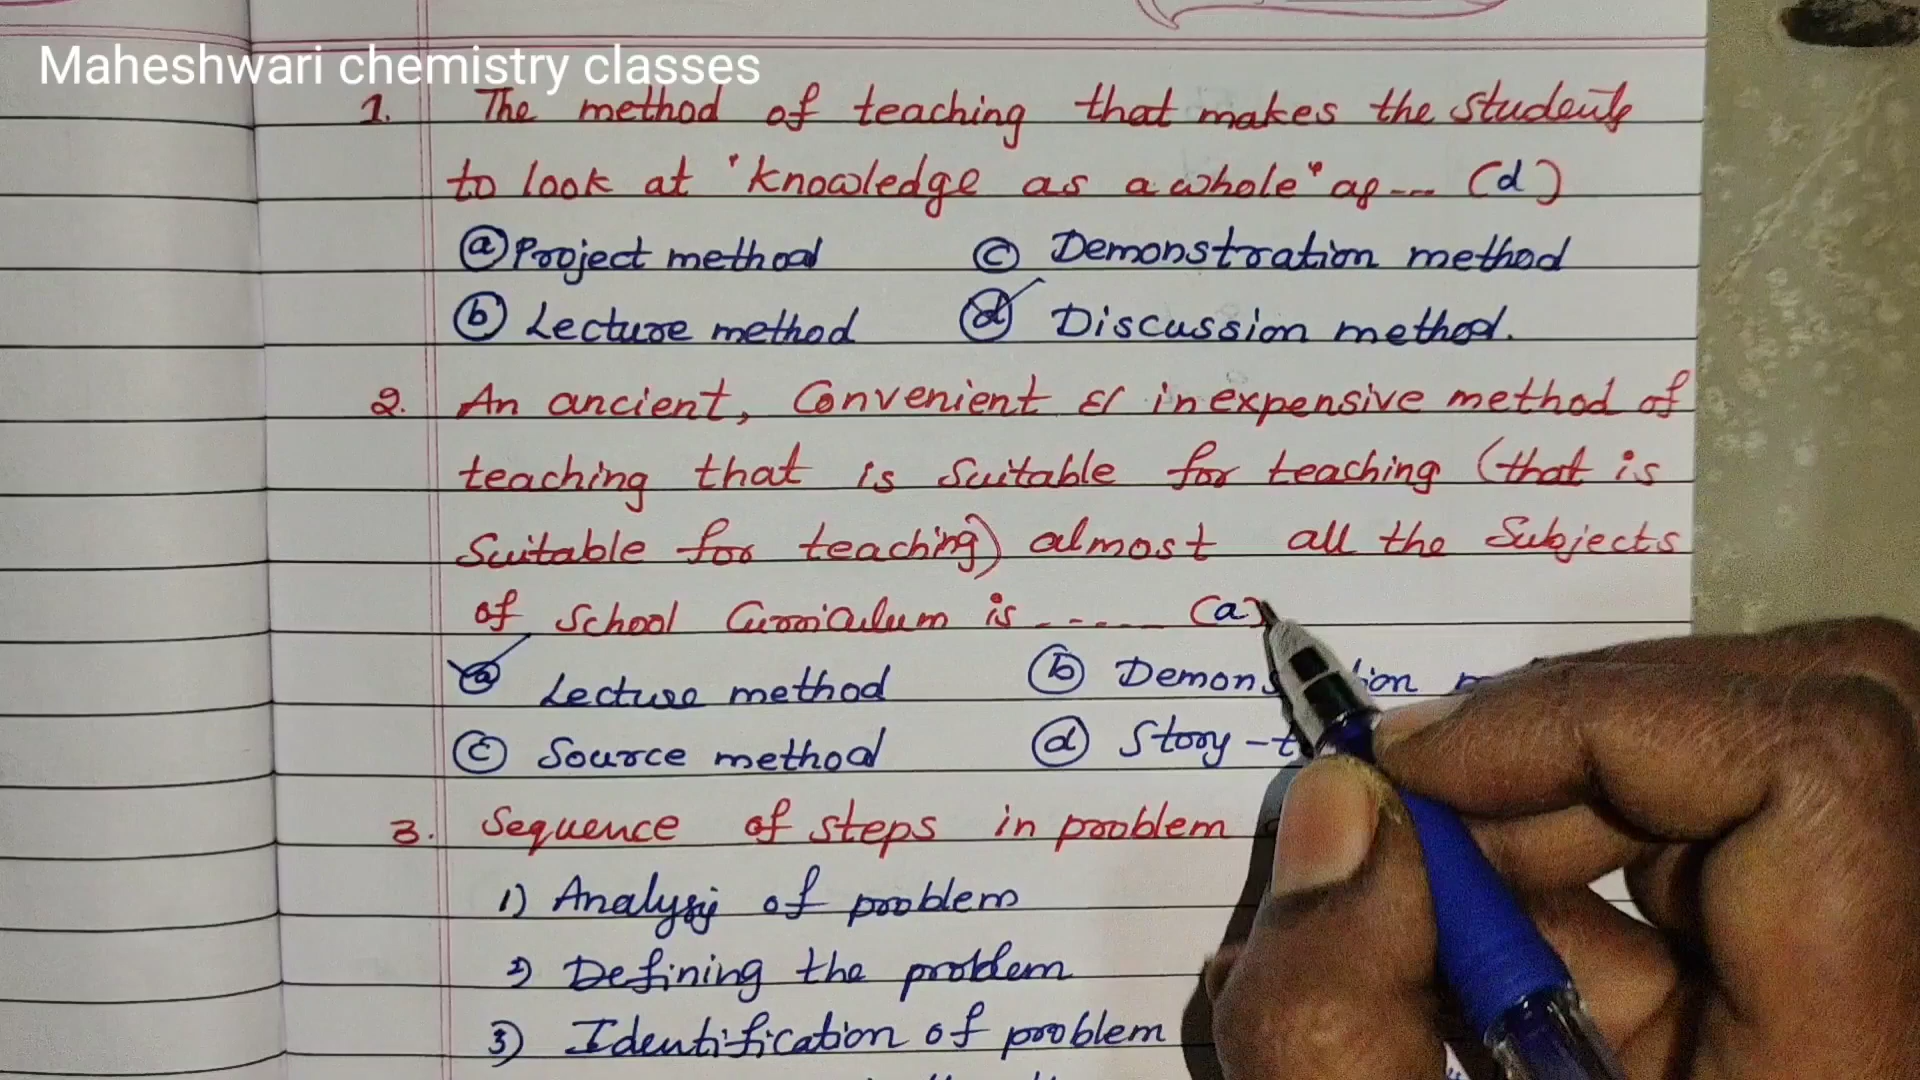 Maheshwari chemistry classes
1. The method of teaching that makes the students
to look at "knowledge as a whole" as --- (d)
(a) Project method (c) Demonstration method
(b) Lecture method (d) Discussion method.
2. An ancient, Convenient & inexpensive method of
teaching that is Suitable for teaching (that is
Suitable for teaching) almost all the Subjects
of School Curriculum is ----- (a)
(a) Lecture method (b)
(c) Source method (d) Story -
3. Sequence of steps in problem
1) Analysis of problem
2) Defining the problem
3) Identification of problem